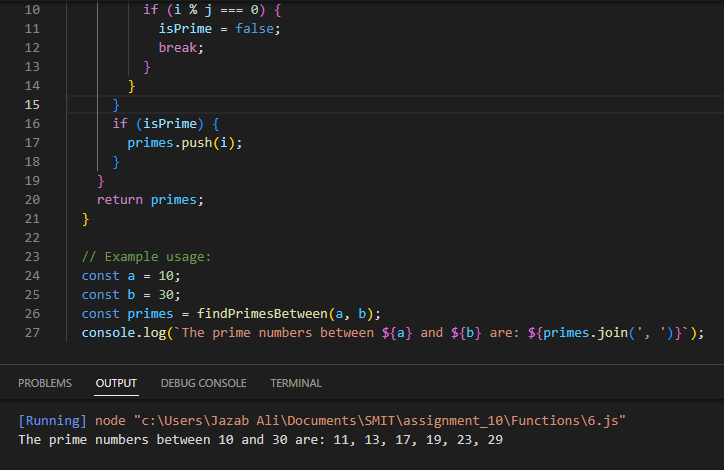 10 if (i % j === 0) {
11 isPrime = false;
12 break;
13 }
14 }
15 }
16 if (isPrime) {
17 primes.push(i);
18 }
19 }
20 return primes;
21 }
22
23 // Example usage:
24 const a = 10;
25 const b = 30;
26 const primes = findPrimesBetween(a, b);
27 console.log(`The prime numbers between ${a} and ${b} are: ${primes.join(', ')}`);
PROBLEMS OUTPUT DEBUG CONSOLE TERMINAL
[Running] node "c:\Users\Jazab Ali\Documents\SMIT\assignment_10\Functions\6.js"
The prime numbers between 10 and 30 are: 11, 13, 17, 19, 23, 29